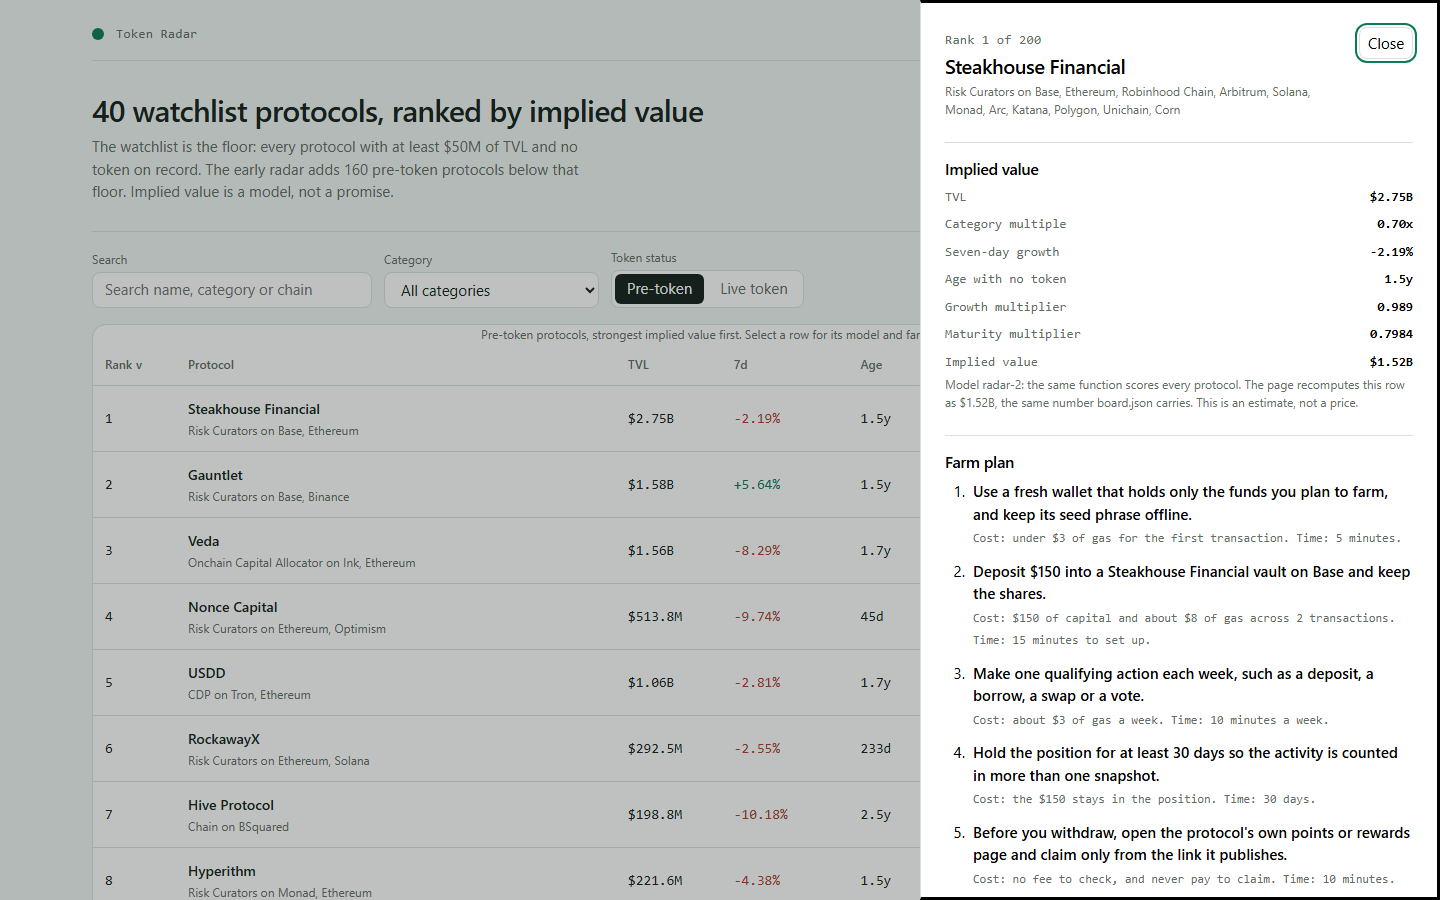 Token Radar
40 watchlist protocols, ranked by implied value
The watchlist is the floor: every protocol with at least $50M of TVL and no
token on record. The early radar adds 160 pre-token protocols below that
floor. Implied value is a model, not a promise.
Search
Category
Token status
Search name, category or chain
All categories
Pre-token
Live token
Pre-token protocols, strongest implied value first. Select a row for its model and far
Rank v Protocol TVL 7d Age
1 Steakhouse Financial $2.75B -2.19% 1.5y
Risk Curators on Base, Ethereum
2 Gauntlet $1.58B +5.64% 1.5y
Risk Curators on Base, Binance
3 Veda $1.56B -8.29% 1.7y
Onchain Capital Allocator on Ink, Ethereum
4 Nonce Capital $513.8M -9.74% 45d
Risk Curators on Ethereum, Optimism
5 USDD $1.06B -2.81% 1.7y
CDP on Tron, Ethereum
6 RockawayX $292.5M -2.55% 233d
Risk Curators on Ethereum, Solana
7 Hive Protocol $198.8M -10.18% 2.5y
Chain on BSquared
8 Hyperithm $221.6M -4.38% 1.5y
Risk Curators on Monad, Ethereum
Rank 1 of 200
Close
Steakhouse Financial
Risk Curators on Base, Ethereum, Robinhood Chain, Arbitrum, Solana,
Monad, Arc, Katana, Polygon, Unichain, Corn
Implied value
TVL $2.75B
Category multiple 0.70x
Seven-day growth -2.19%
Age with no token 1.5y
Growth multiplier 0.989
Maturity multiplier 0.7984
Implied value $1.52B
Model radar-2: the same function scores every protocol. The page recomputes this row
as $1.52B, the same number board.json carries. This is an estimate, not a price.
Farm plan
1. Use a fresh wallet that holds only the funds you plan to farm,
and keep its seed phrase offline.
Cost: under $3 of gas for the first transaction. Time: 5 minutes.
2. Deposit $150 into a Steakhouse Financial vault on Base and keep
the shares.
Cost: $150 of capital and about $8 of gas across 2 transactions.
Time: 15 minutes to set up.
3. Make one qualifying action each week, such as a deposit, a
borrow, a swap or a vote.
Cost: about $3 of gas a week. Time: 10 minutes a week.
4. Hold the position for at least 30 days so the activity is counted
in more than one snapshot.
Cost: the $150 stays in the position. Time: 30 days.
5. Before you withdraw, open the protocol's own points or rewards
page and claim only from the link it publishes.
Cost: no fee to check, and never pay to claim. Time: 10 minutes.